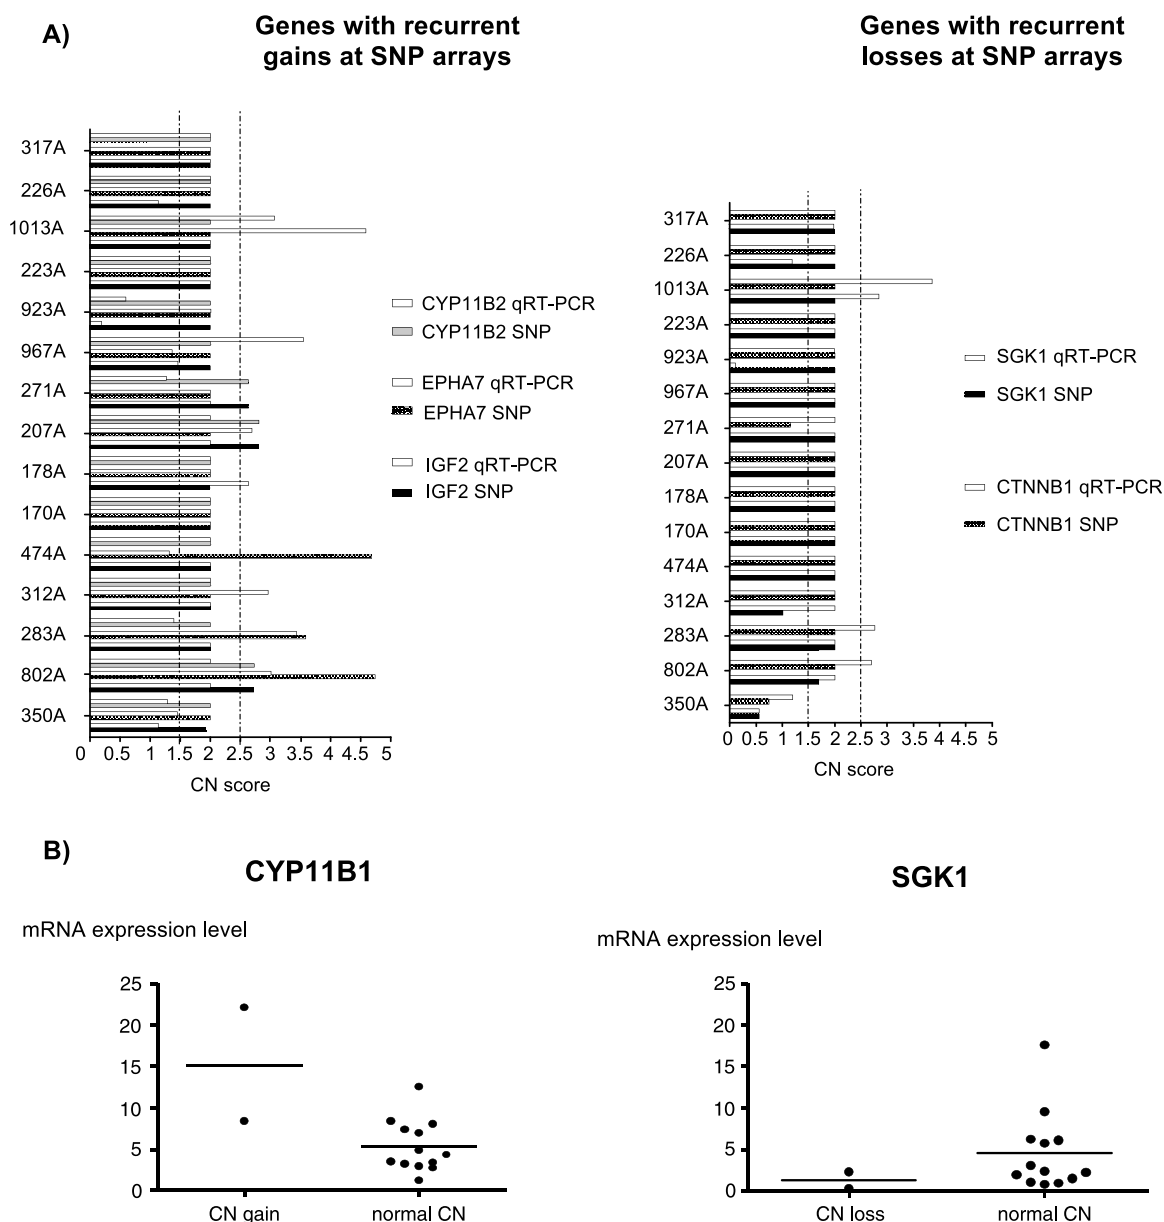 A)
Genes with recurrent
gains at SNP arrays
317A
226A
1013A
223A
923A
967A
271A
207A
178A
170A
474A
312A
283A
802A
350A
0 0.5 1 1.5 2 2.5 3 3.5 4 4.5 5
CN score
CYP11B2 qRT-PCR
CYP11B2 SNP
EPHA7 qRT-PCR
EPHA7 SNP
IGF2 qRT-PCR
IGF2 SNP
Genes with recurrent
losses at SNP arrays
317A
226A
1013A
223A
923A
967A
271A
207A
178A
170A
474A
312A
283A
802A
350A
0 0.5 1 1.5 2 2.5 3 3.5 4 4.5 5
CN score
SGK1 qRT-PCR
SGK1 SNP
CTNNB1 qRT-PCR
CTNNB1 SNP
B)
CYP11B1
mRNA expression level
25
20
15
10
5
0
CN gain normal CN
SGK1
mRNA expression level
25
20
15
10
5
0
CN loss normal CN